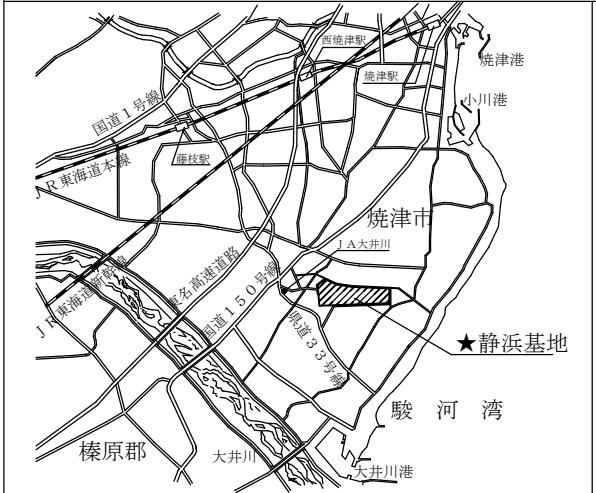 西焼津駅
焼津港
焼津駅
国道1号線
小川港
藤枝駅
JR東海道本線
焼津市
JA大井川
東名高速道路
国道150号線
JR東海道新幹線
県道33号線
★静浜基地
駿河湾
榛原郡
大井川
大井川港